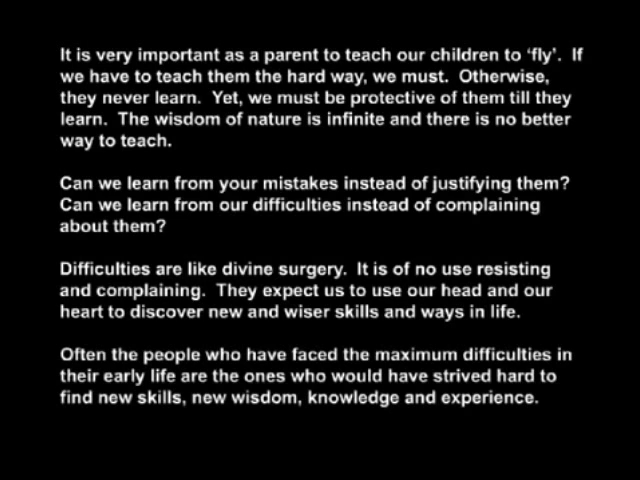 It is very important as a parent to teach our children to ‘fly’.  If
we have to teach them the hard way, we must.  Otherwise,
they never learn.  Yet, we must be protective of them till they
learn.  The wisdom of nature is infinite and there is no better
way to teach.
Can we learn from your mistakes instead of justifying them?
Can we learn from our difficulties instead of complaining
about them?
Difficulties are like divine surgery.  It is of no use resisting
and complaining.  They expect us to use our head and our
heart to discover new and wiser skills and ways in life.
Often the people who have faced the maximum difficulties in
their early life are the ones who would have strived hard to
find new skills, new wisdom, knowledge and experience.